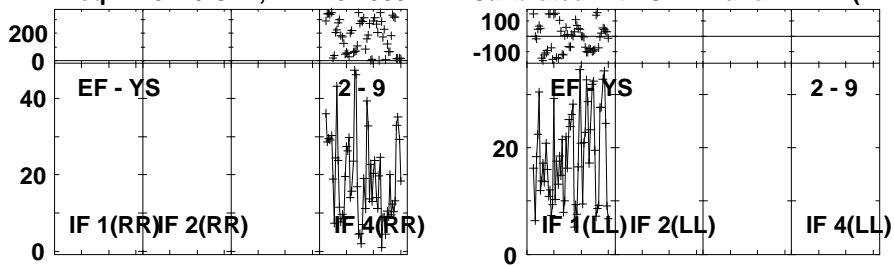 200
0
40
20
0
EF - YS
2 - 9
IF 1(RR)
IF 2(RR)
IF 4(RR)
100
-100
20
0
EF - YS
2 - 9
IF 1(LL)
IF 2(LL)
IF 4(LL)